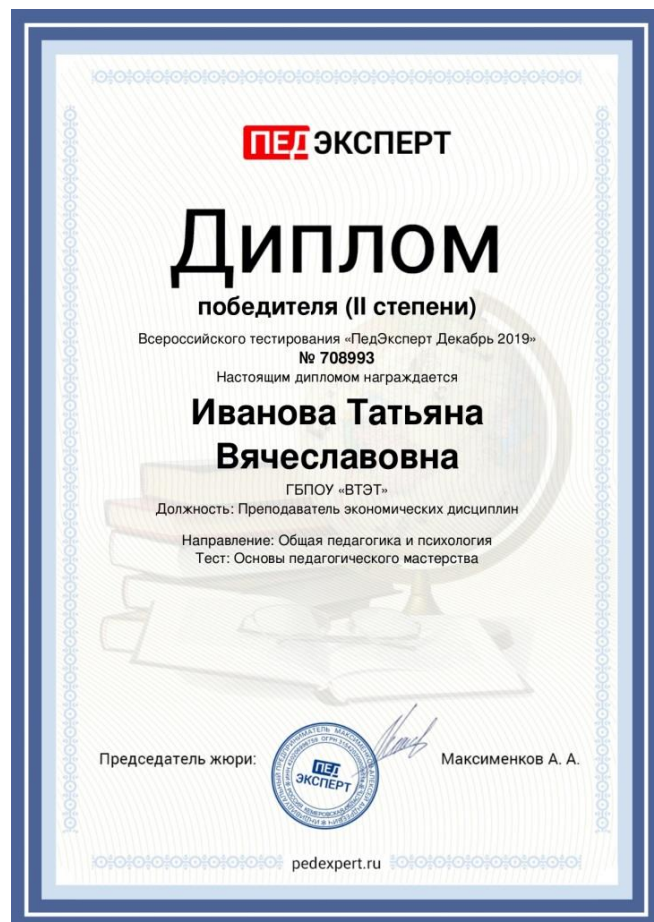 ПЕДЭКСПЕРТ
Диплом
победителя (II степени)
Всероссийского тестирования «ПедЭксперт Декабрь 2019»
№ 708993
Настоящим дипломом награждается
Иванова Татьяна
Вячеславовна
ГБПОУ «ВТЭТ»
Должность: Преподаватель экономических дисциплин
Направление: Общая педагогика и психология
Тест: Основы педагогического мастерства
Председатель жюри:
ПЕД
ЭКСПЕРТ
Максименков А. А.
pedexpert.ru